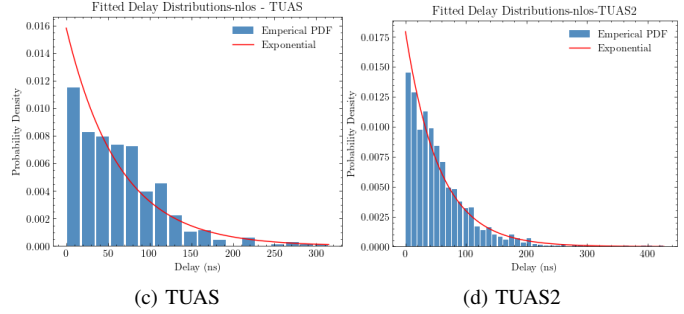 Fitted Delay Distributions-nlos - TUAS
0.016
0.014
0.012
0.010
0.008
0.006
0.004
0.002
0.000
Probability Density
Emperical PDF
Exponential
0
50
100
150
200
250
300
Delay (ns)
(c) TUAS
Fitted Delay Distributions-nlos-TUAS2
0.0175
0.0150
0.0125
0.0100
0.0075
0.0050
0.0025
0.0000
Probability Density
Emperical PDF
Exponential
0
100
200
300
400
Delay (ns)
(d) TUAS2